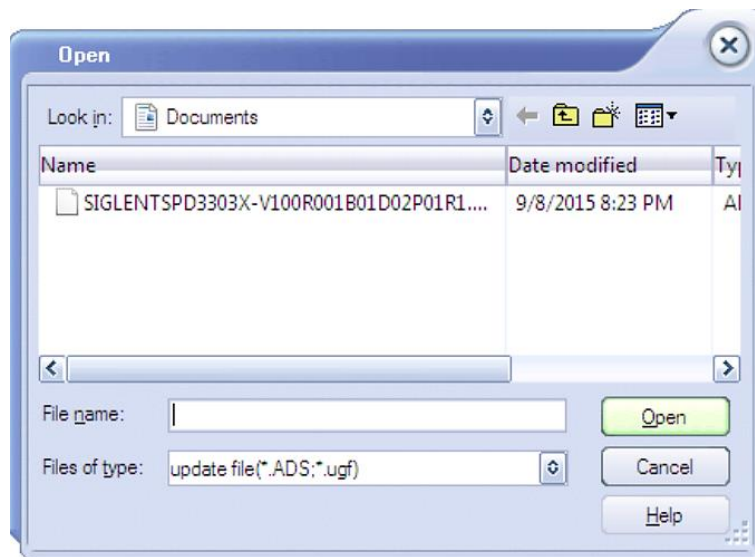 Open
Look in: Documents
Name Date modified Ty
SIGLENTSPD3303X-V100R001B01D02P01R1.... 9/8/2015 8:23 PM A
File name: Open
Files of type: update file(*.ADS;*.ugf) Cancel
Help